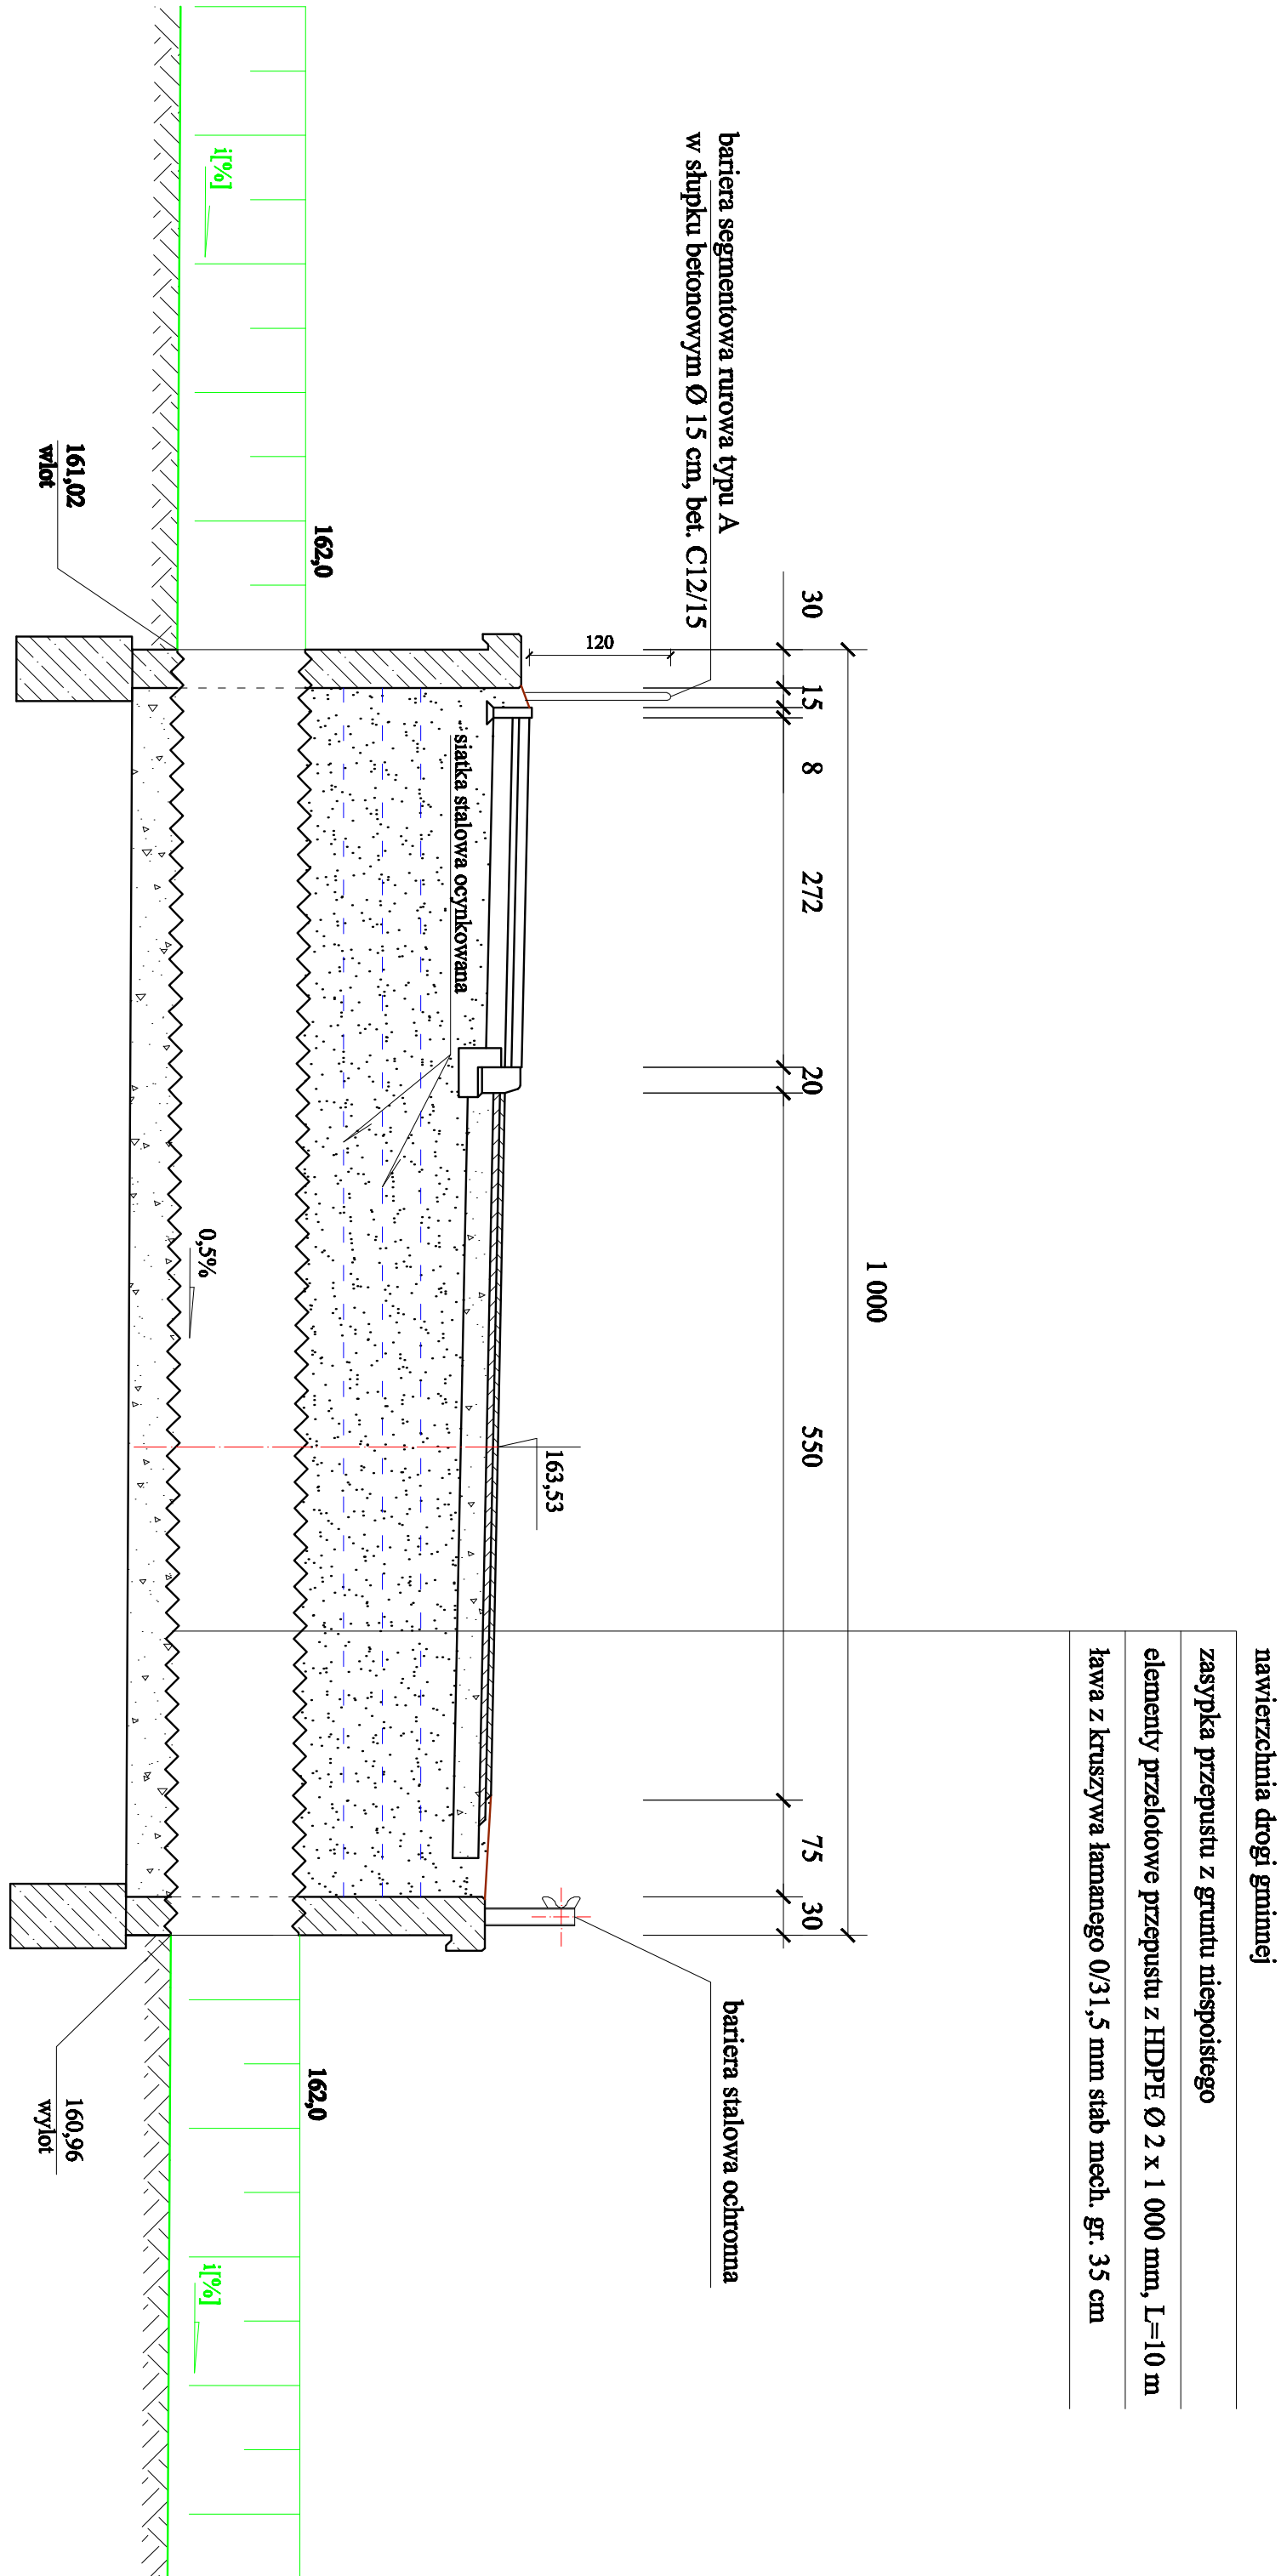 nawierzchnia drogi gminnej
zasypka przepustu z gruntu niespoistego
elementy przelotowe przepustu z HDPE Ø 2 x 1 000 mm, L=10 m
ława z kruszywa łamanego 0/31,5 mm stab mech. gr. 35 cm
1 000
30
15
8
272
20
550
75
30
bariera segmentowa rurowa typu A
w słupku betonowym Ø 15 cm, bet. C12/15
bariera stalowa ochronna
120
163,53
siatka stalowa ocynkowana
162,0
162,0
i[%]
0,5%
i[%]
161,02
wlot
160,96
wylot